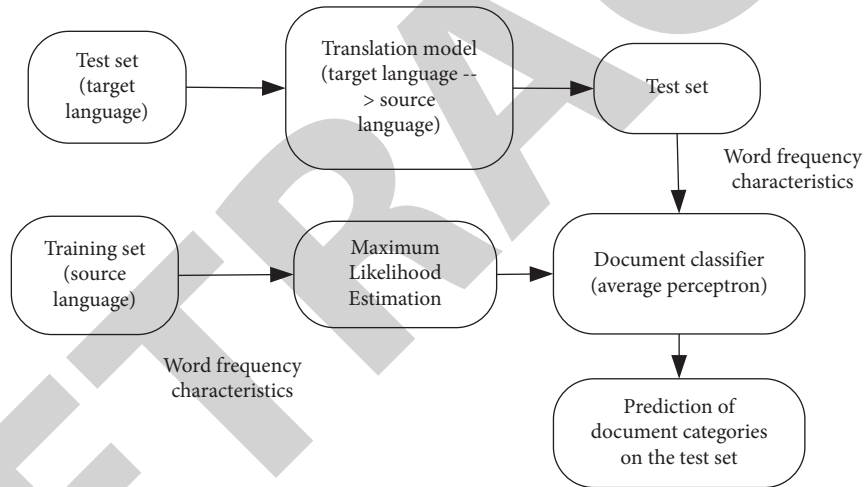 Test set
(target
language)
Translation model
(target language --
> source
language)
Test set
Word frequency
characteristics
Training set
(source
language)
Maximum
Likelihood
Estimation
Document classifier
(average perceptron)
Word frequency
characteristics
Prediction of
document categories
on the test set